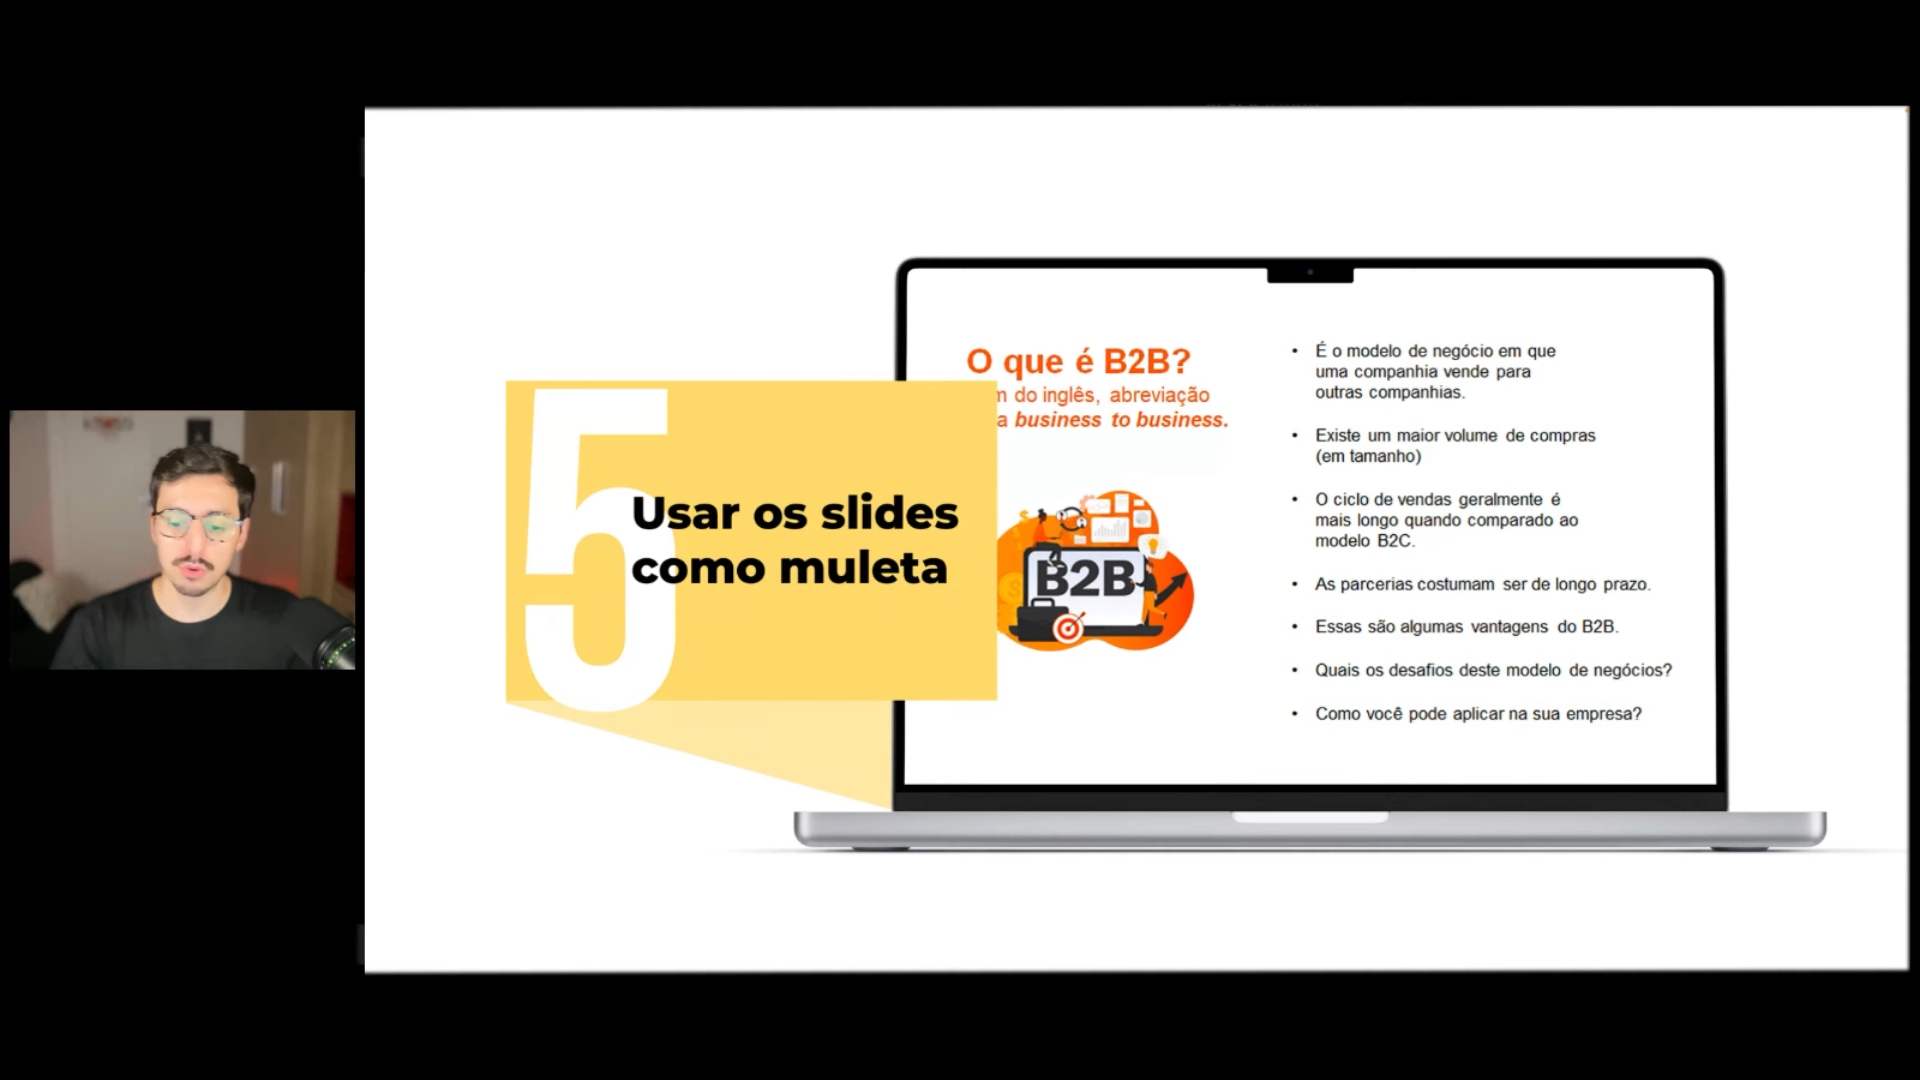 5
Usar os slides
como muleta
O que é B2B?
do inglês, abreviação
business to business.
B2B
• É o modelo de negócio em que
uma companhia vende para
outras companhias.
• Existe um maior volume de compras
(em tamanho)
• O ciclo de vendas geralmente é
mais longo quando comparado ao
modelo B2C.
• As parcerias costumam ser de longo prazo.
• Essas são algumas vantagens do B2B.
• Quais os desafios deste modelo de negócios?
• Como você pode aplicar na sua empresa?